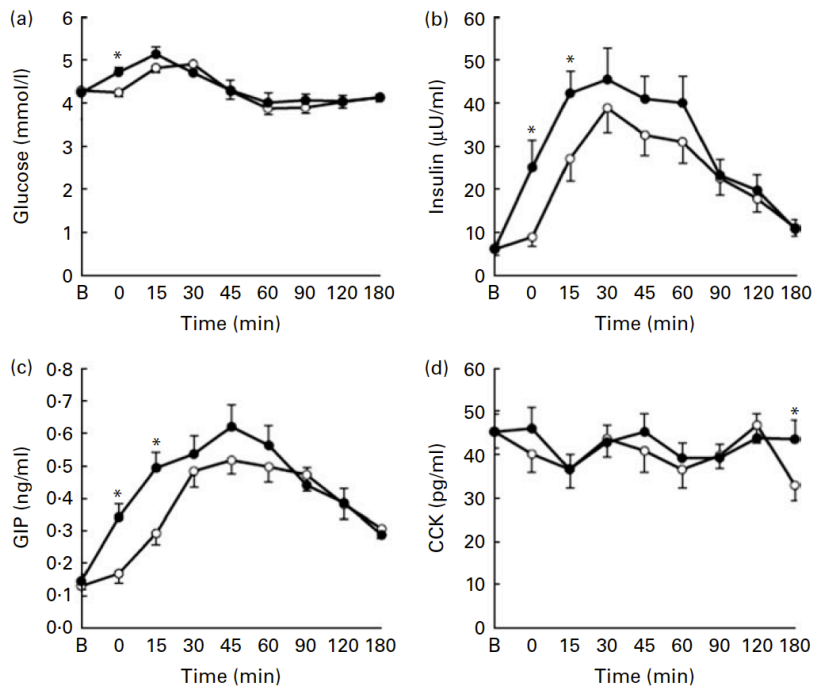 (a)
6
5
4
3
2
1
0
Glucose (mmol/l)
*
B 0 15 30 45 60 90 120 180
Time (min)
(b)
60
50
40
30
20
10
0
Insulin (μU/ml)
*
*
B 0 15 30 45 60 90 120 180
Time (min)
(c)
0·8
0·7
0·6
0·5
0·4
0·3
0·2
0·1
0·0
GIP (ng/ml)
*
*
B 0 15 30 45 60 90 120 180
Time (min)
(d)
60
50
40
30
20
10
0
CCK (pg/ml)
*
B 0 15 30 45 60 90 120 180
Time (min)